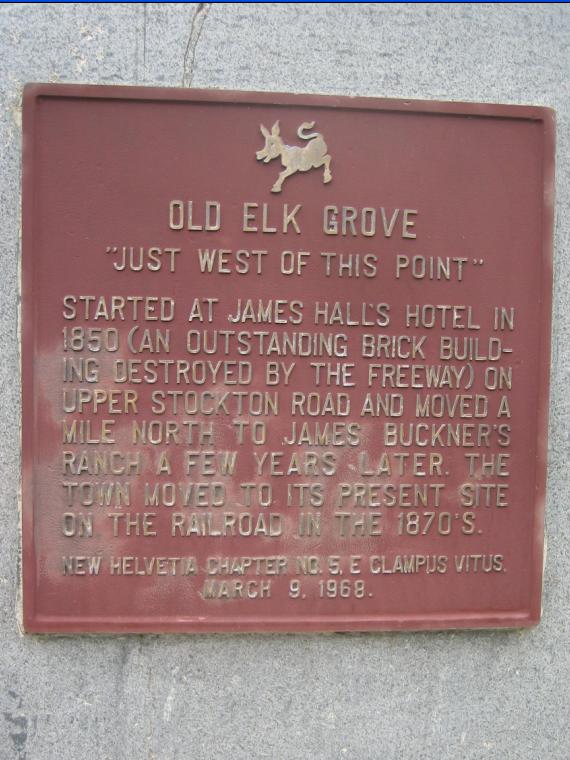 OLD ELK GROVE
"JUST WEST OF THIS POINT"
STARTED AT JAMES HALL'S HOTEL IN
1850 (AN OUTSTANDING BRICK BUILD-
ING DESTROYED BY THE FREEWAY) ON
UPPER STOCKTON ROAD AND MOVED A
MILE NORTH TO JAMES BUCKNER'S
RANCH A FEW YEARS LATER. THE
TOWN MOVED TO ITS PRESENT SITE
ON THE RAILROAD IN THE 1870'S.
NEW HELVETIA CHAPTER NO. 5, E CLAMPUS VITUS.
MARCH 9, 1968.